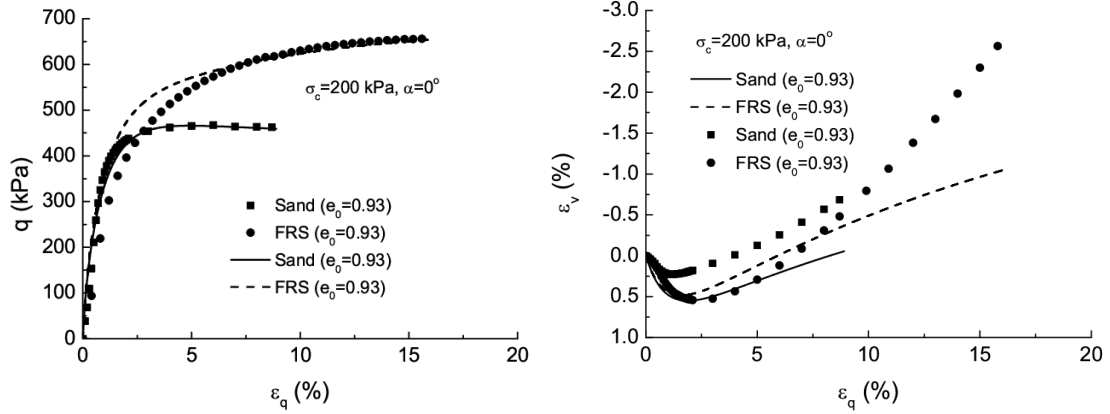 700
600
500
400
300
200
100
0
q (kPa)
σc=200 kPa, α=0°
Sand (e0=0.93)
FRS (e0=0.93)
Sand (e0=0.93)
FRS (e0=0.93)
0 5 10 15 20
εq (%)
-3.0
-2.5
-2.0
-1.5
-1.0
-0.5
0.0
0.5
1.0
εv (%)
σc=200 kPa, α=0°
Sand (e0=0.93)
FRS (e0=0.93)
Sand (e0=0.93)
FRS (e0=0.93)
0 5 10 15 20
εq (%)